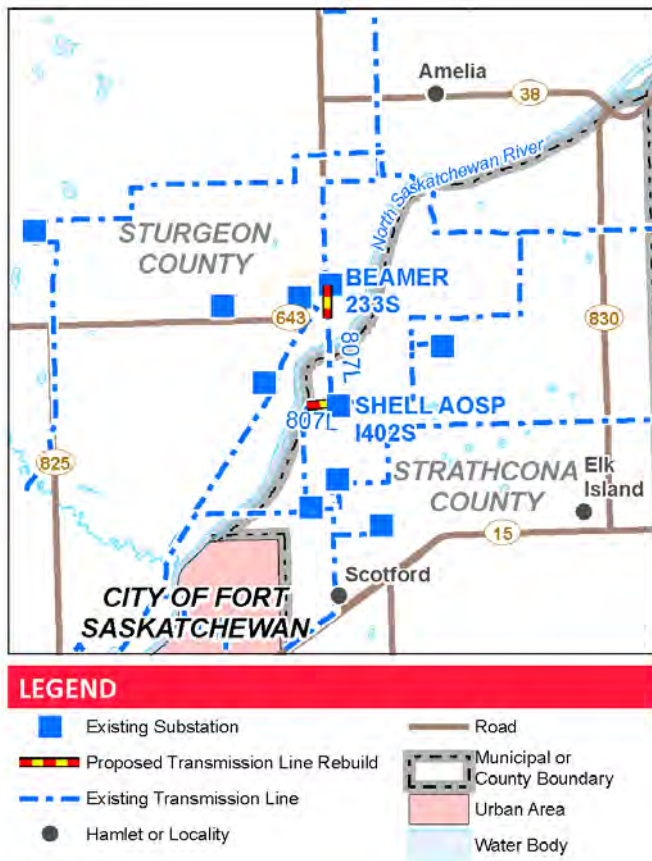 Amelia
38
North Saskatchewan River
STURGEON
COUNTY
BEAMER
233S
643
830
807L
SHELL AOSP
I402S
807L
825
STRATHCONA
COUNTY
Elk
Island
15
Scotford
CITY OF FORT
SASKATCHEWAN
LEGEND
Existing Substation
Proposed Transmission Line Rebuild
Existing Transmission Line
Hamlet or Locality
Road
Municipal or
County Boundary
Urban Area
Water Body